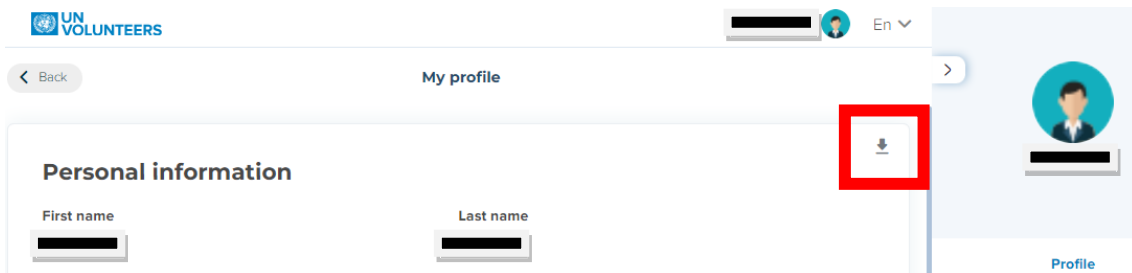 UN
VOLUNTEERS
En
Back
My profile
Personal information
First name
Last name
Profile